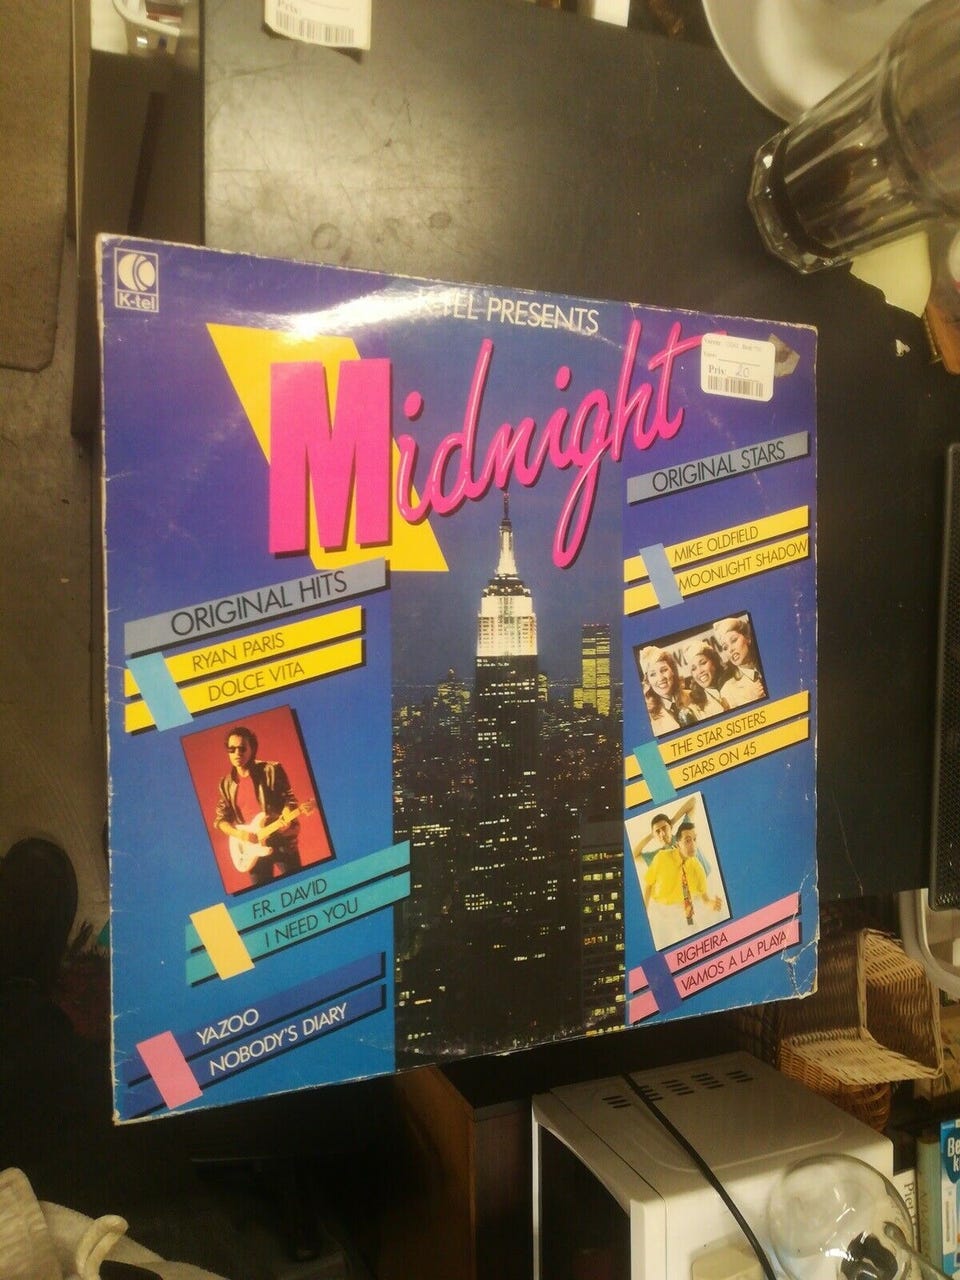 Pris:
K-tel
K-TEL PRESENTS
Midnight
Pris: 20
ORIGINAL HITS
RYAN PARIS
DOLCE VITA
F.R. DAVID
I NEED YOU
YAZOO
NOBODY'S DIARY
ORIGINAL STARS
MIKE OLDFIELD
MOONLIGHT SHADOW
THE STAR SISTERS
STARS ON 45
RIGHEIRA
VAMOS A LA PLAYA